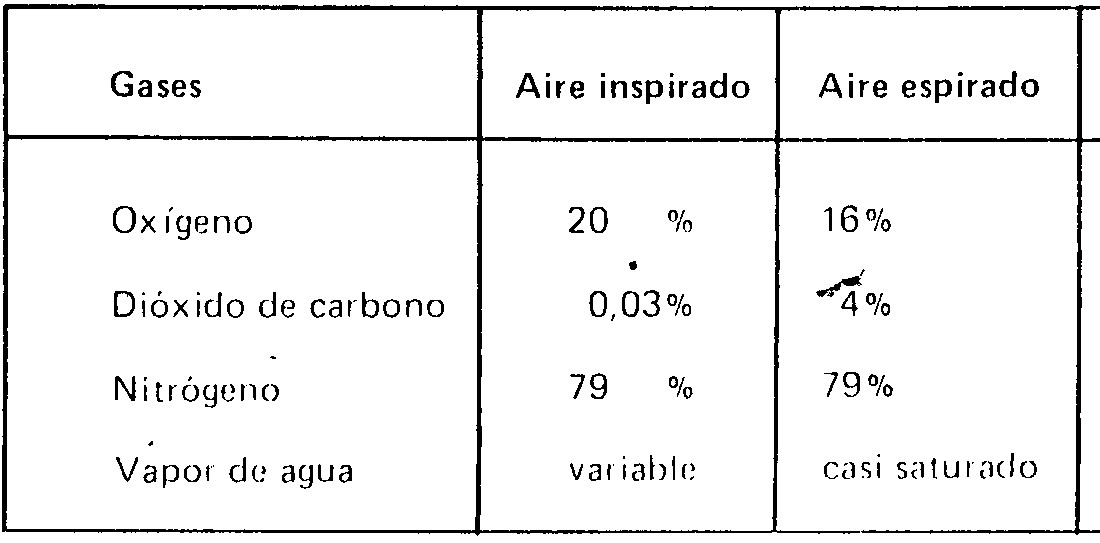 Gases Aire inspirado Aire espirado
Oxígeno 20 % 16%
Dióxido de carbono 0,03% 4%
Nitrógeno 79 % 79%
Vapor de agua variable casi saturado